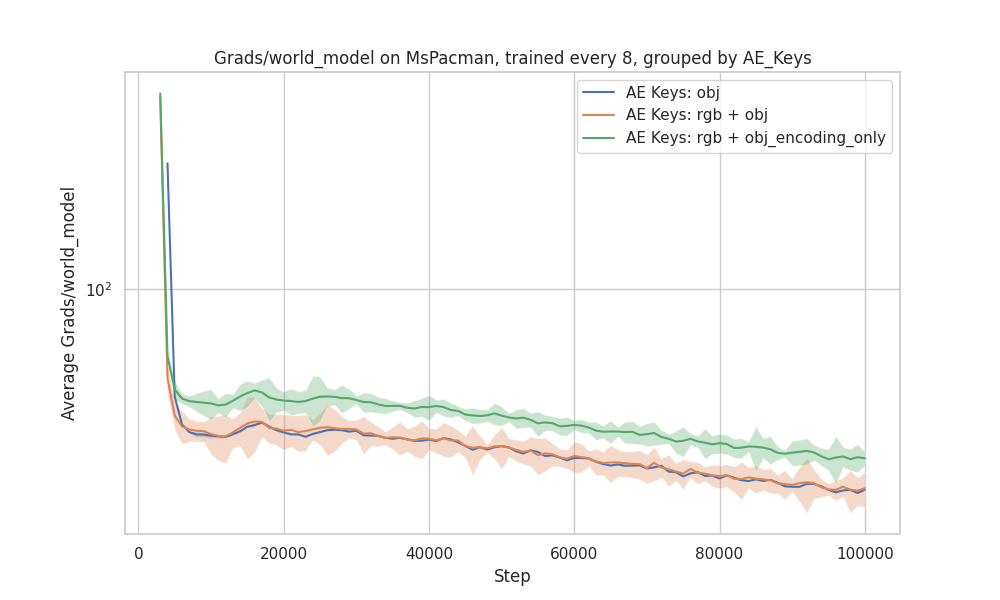 Grads/world_model on MsPacman, trained every 8, grouped by AE_Keys
AE Keys: obj
AE Keys: rgb + obj
AE Keys: rgb + obj_encoding_only
Average Grads/world_model
10²
0 20000 40000 60000 80000 100000
Step